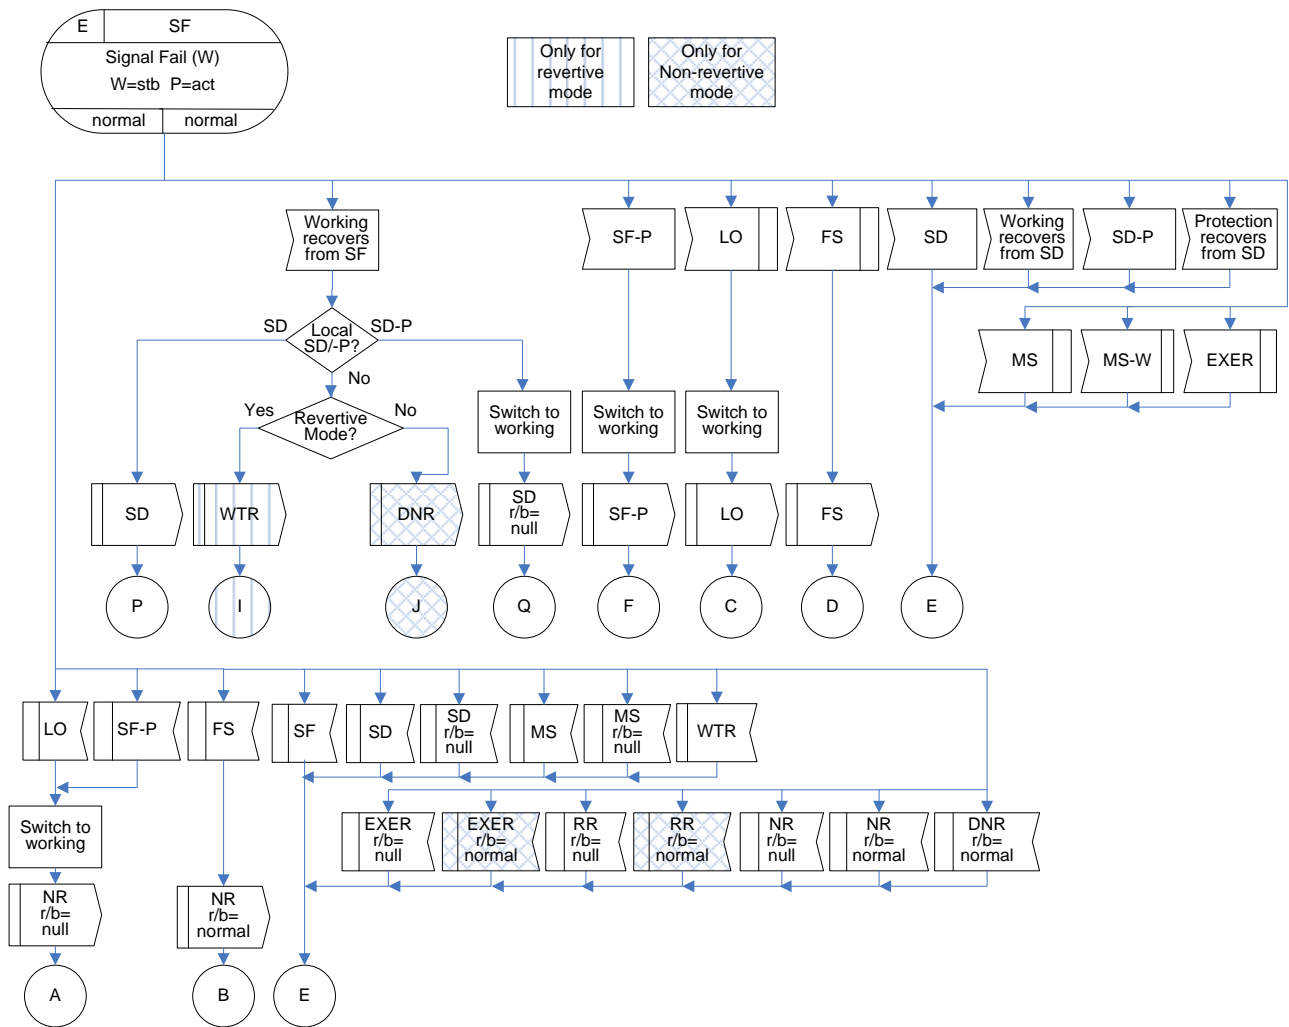 E
SF
Signal Fail (W)
W=stb P=act
normal
normal
Only for
revertive
mode
Only for
Non-revertive
mode
Working
recovers
from SF
SF-P
LO
FS
SD
Working
recovers
from SD
SD-P
Protection
recovers
from SD
SD
Local
SD/-P?
SD-P
No
MS
MS-W
EXER
Yes
Revertive
Mode?
No
Switch to
working
Switch to
working
Switch to
working
SD
WTR
DNR
SD
r/b=
null
SF-P
LO
FS
P
I
J
Q
F
C
D
E
LO
SF-P
FS
SF
SD
SD
r/b=
null
MS
MS
r/b=
null
WTR
Switch to
working
EXER
r/b=
null
EXER
r/b=
normal
RR
r/b=
null
RR
r/b=
normal
NR
r/b=
null
NR
r/b=
normal
DNR
r/b=
normal
NR
r/b=
null
NR
r/b=
normal
A
B
E